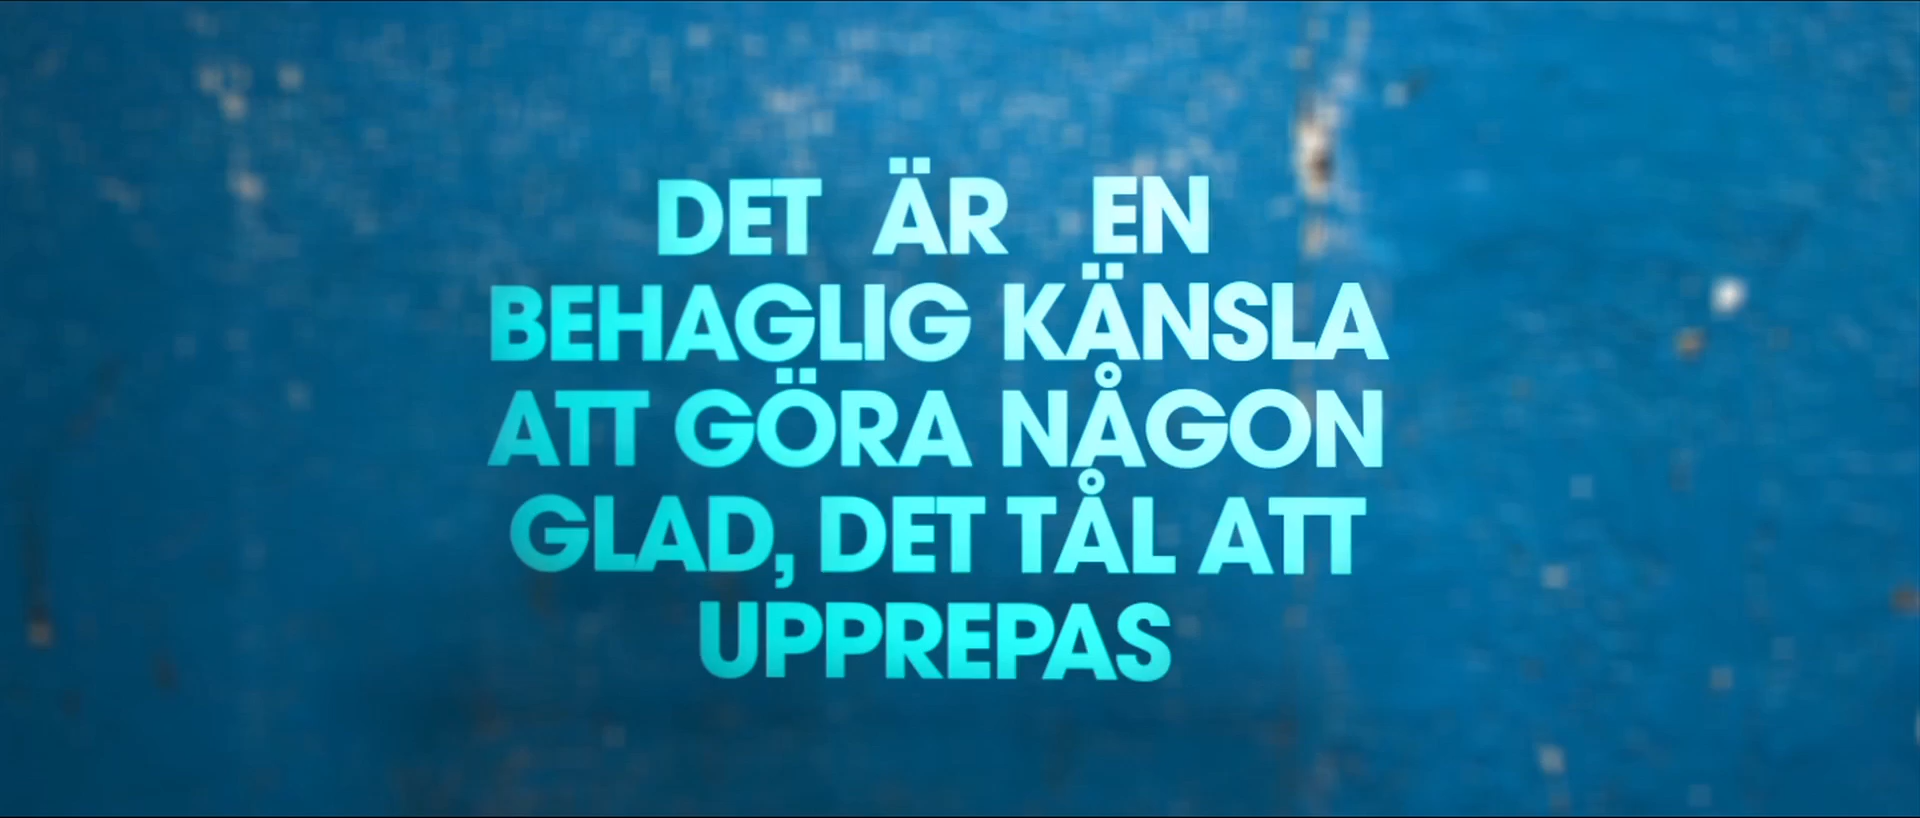 DET ÄR EN
BEHAGLIG KÄNSLA
ATT GÖRA NÅGON
GLAD, DET TÅL ATT
UPPREPAS